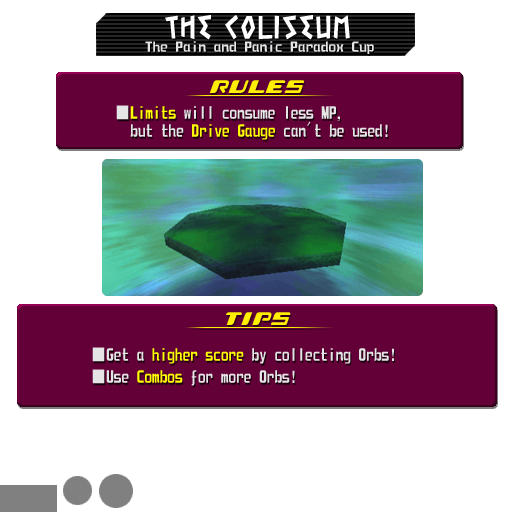 THE COLISEUM
The Pain and Panic Paradox Cup
RULES
Limits will consume less MP,
but the Drive Gauge can't be used!
TIPS
Get a higher score by collecting Orbs!
Use Combos for more Orbs!